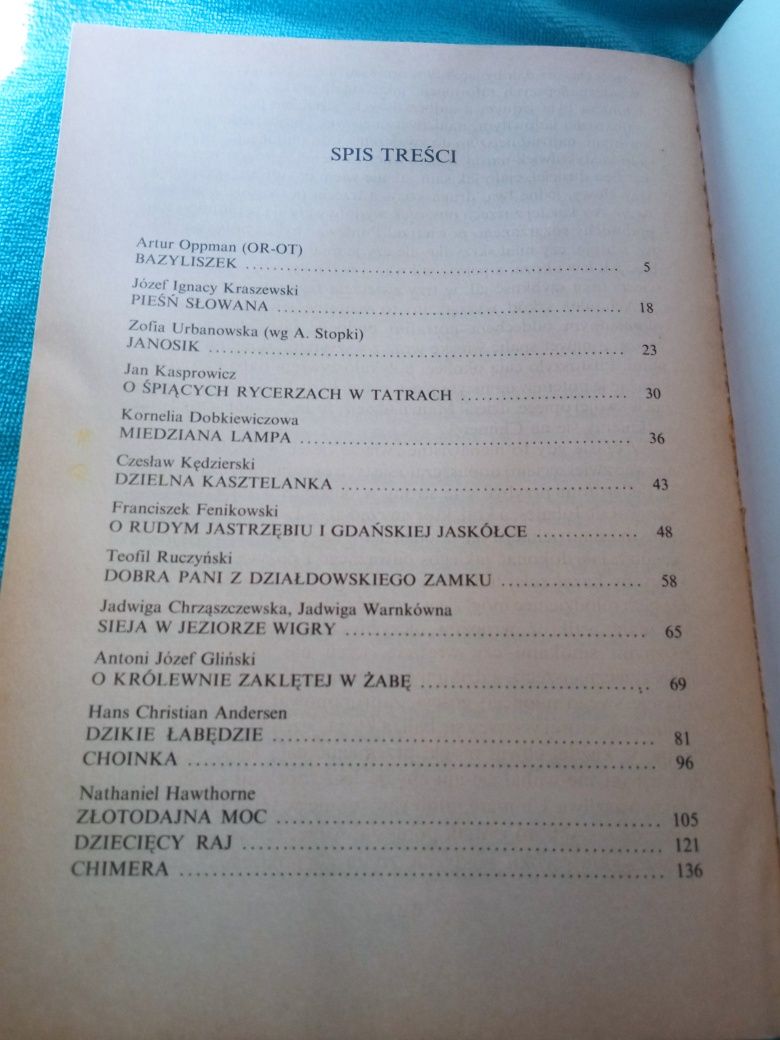 SPIS TREŚCI
Artur Oppman (OR-OT)
BAZYLISZEK ........................................................ 5
Józef Ignacy Kraszewski
PIEŚŃ SŁOWANA ........................................................ 18
Zofia Urbanowska (wg A. Stopki)
JANOSIK ........................................................ 23
Jan Kasprowicz
O ŚPIĄCYCH RYCERZACH W TATRACH ............................ 30
Kornelia Dobkiewiczowa
MIEDZIANA LAMPA .................................................. 36
Czesław Kędzierski
DZIELNA KASZTELANKA ............................................ 43
Franciszek Fenikowski
O RUDYM JASTRZĘBIU I GDAŃSKIEJ JASKÓŁCE ............... 48
Teofil Ruczyński
DOBRA PANI Z DZIAŁDOWSKIEGO ZAMKU .................... 58
Jadwiga Chrząszczewska, Jadwiga Warnkówna
SIEJA W JEZIORZE WIGRY ........................................... 65
Antoni Józef Gliński
O KRÓLEWNIE ZAKLĘTEJ W ŻABĘ .................................. 69
Hans Christian Andersen
DZIKIE ŁABĘDZIE ................................................... 81
CHOINKA ........................................................ 96
Nathaniel Hawthorne
ZŁOTODAJNA MOC .................................................. 105
DZIECIĘCY RAJ ................................................... 121
CHIMERA ........................................................ 136